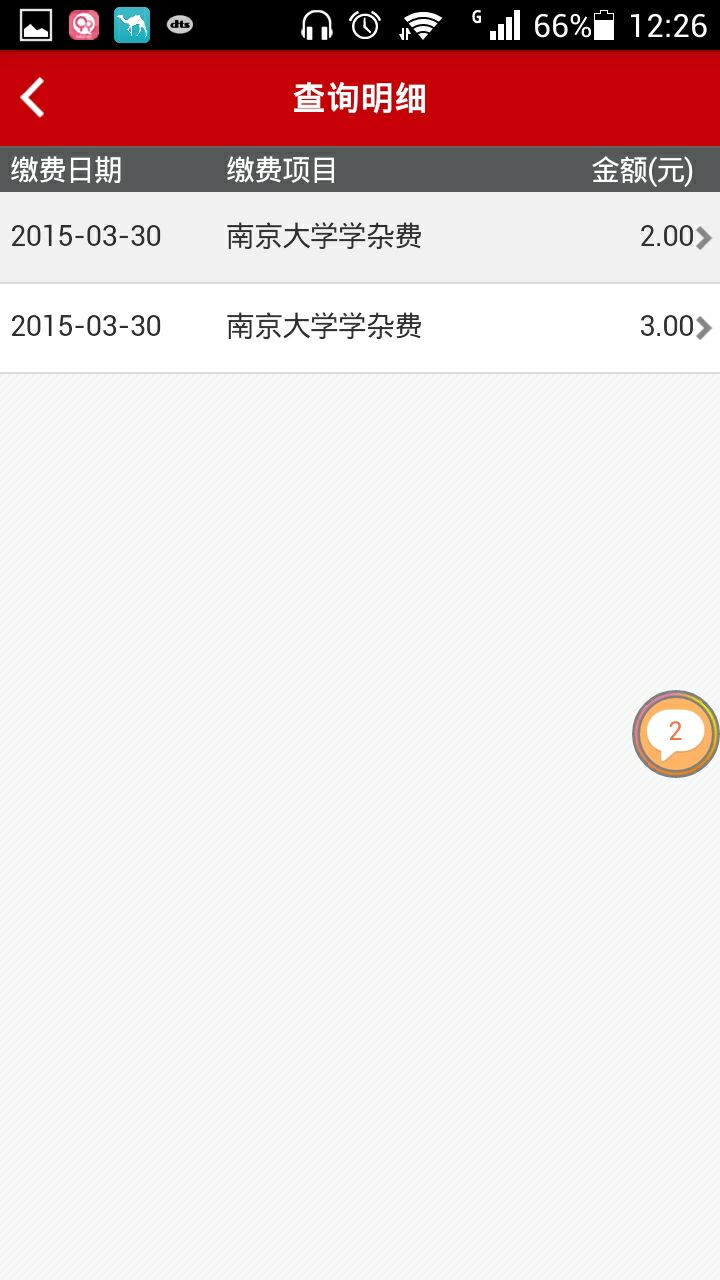 dts G 66% 12:26
查询明细
缴费日期 缴费项目 金额(元)
2015-03-30 南京大学学杂费 2.00
2015-03-30 南京大学学杂费 3.00
2